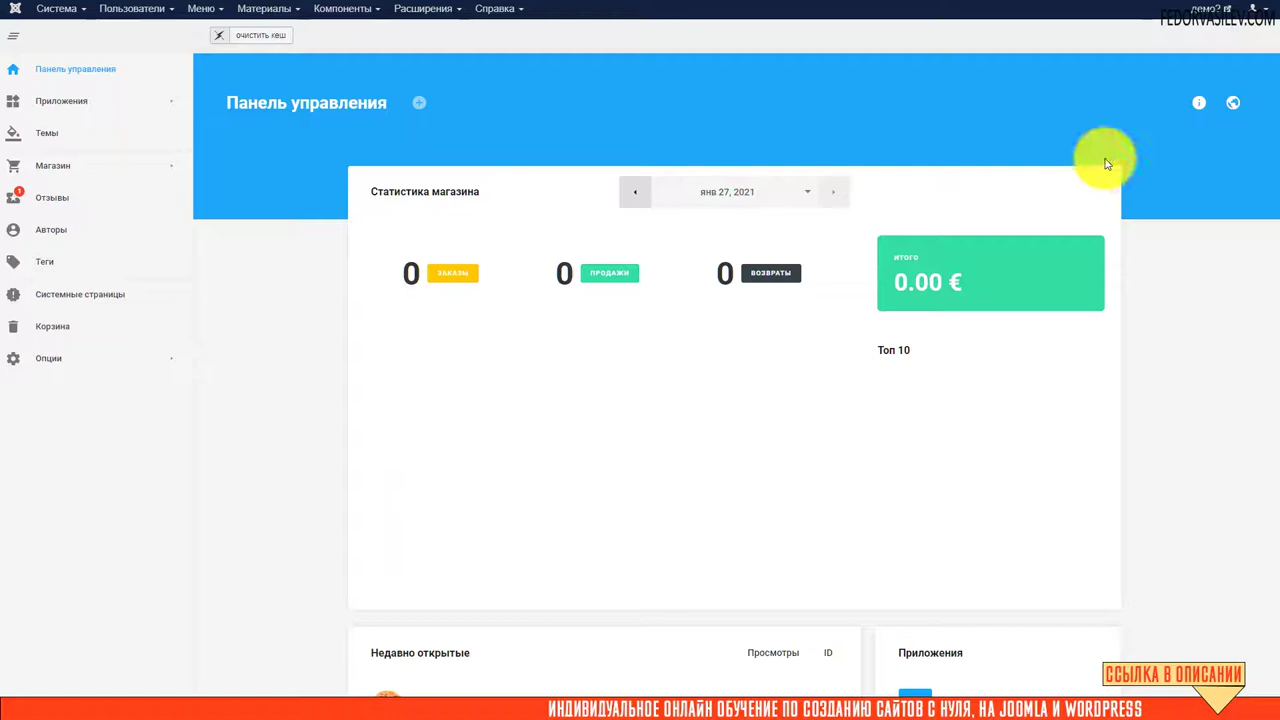 Система Пользователи Меню Материалы Компоненты Расширения Справка
FEDORVASILEV.COM
очистить кеш
Панель управления
Приложения
Темы
Магазин
1
Отзывы
Авторы
Теги
Системные страницы
Корзина
Опции
Панель управления
Статистика магазина
янв 27, 2021
0 ЗАКАЗЫ
0 ПРОДАЖИ
0 ВОЗВРАТЫ
ИТОГО
0.00 €
Топ 10
Недавно открытые
Просмотры
ID
Приложения
ССЫЛКА В ОПИСАНИИ
ИНДИВИДУАЛЬНОЕ ОНЛАЙН ОБУЧЕНИЕ ПО СОЗДАНИЮ САЙТОВ С НУЛЯ, НА JOOMLA И WORDPRESS